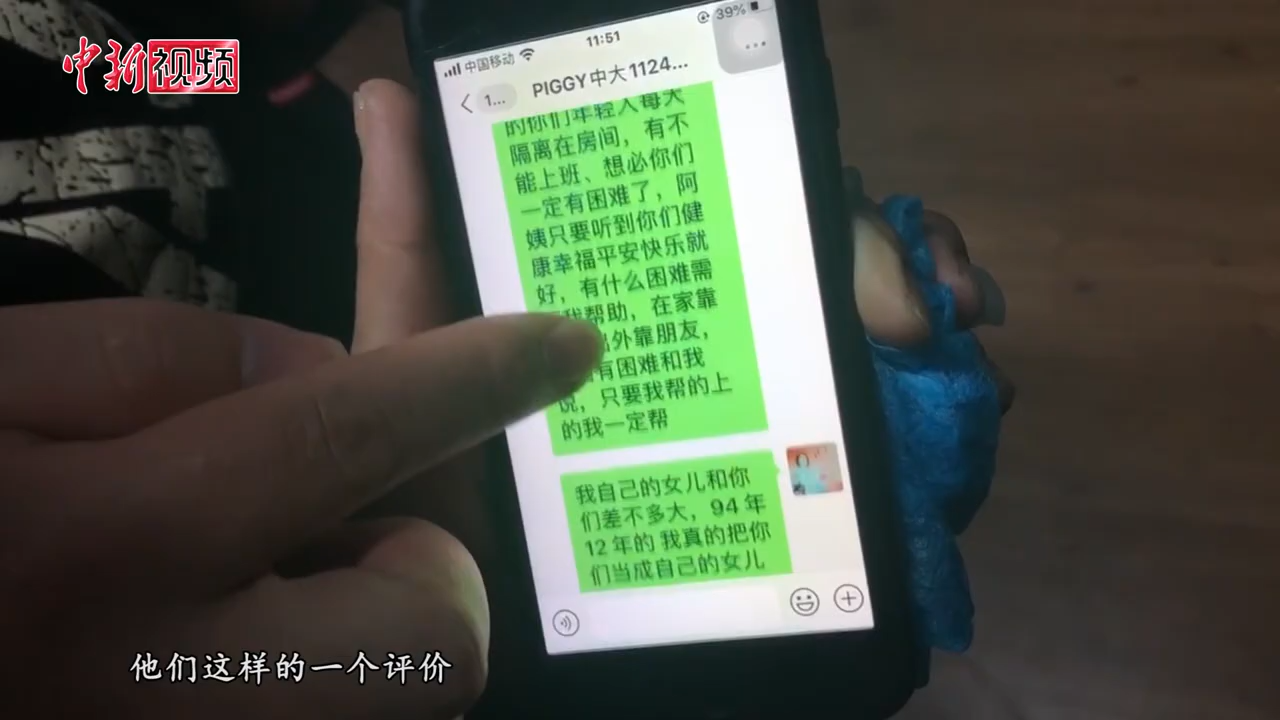 中新视频
中国移动
11:51
39%
1...
PIGGY中大1124...
的你们年轻人每天
隔离在房间，有不
能上班、想必你们
一定有困难了，阿
姨只要听到你们健
康幸福平安快乐就
好，有什么困难需
我帮助，在家靠
出外靠朋友，
有困难和我
说，只要我帮的上
的我一定帮
我自己的女儿和你
们差不多大，94 年
12 年的 我真的把你
们当成自己的女儿
他们这样的一个评价